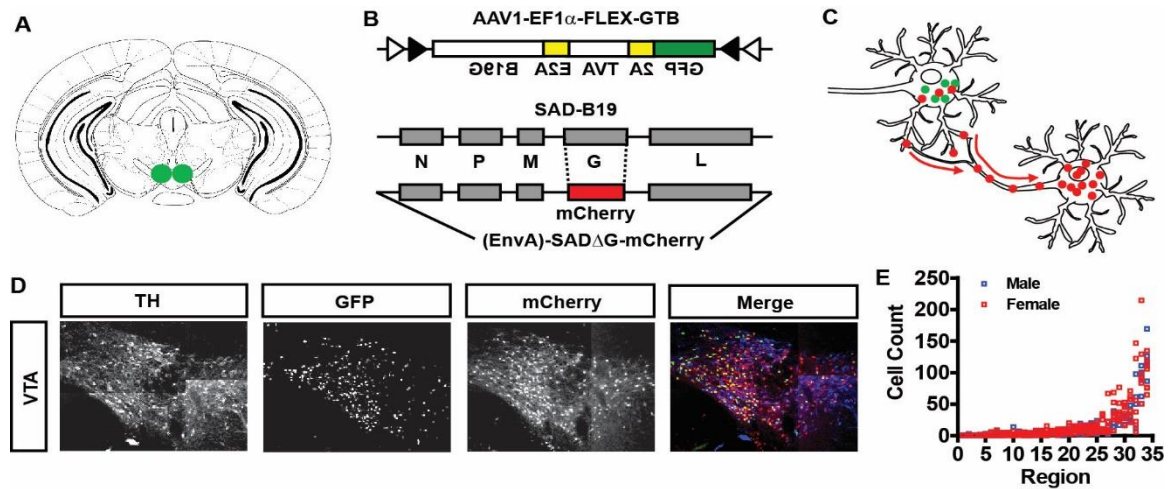 A
B
AAV1-EF1α-FLEX-GTB
B19G E2A TVA 2A GFP
SAD-B19
N P M G L
mCherry
(EnvA)-SAD∆G-mCherry
C
D
TH GFP mCherry Merge
VTA
E
Male
Female
Cell Count
250
200
150
100
50
0
0 5 10 15 20 25 30 35
Region